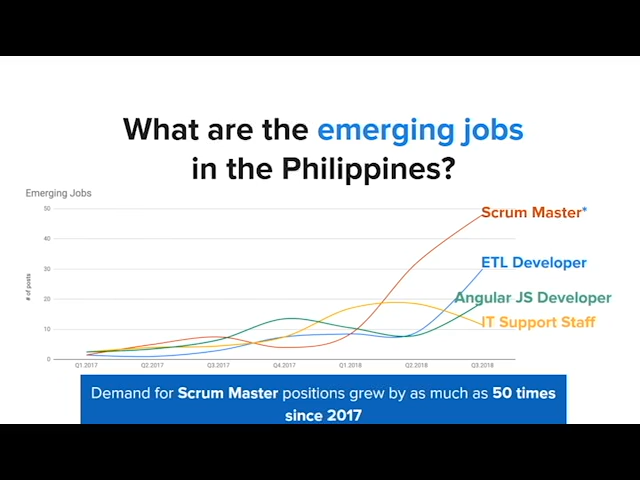 What are the emerging jobs
in the Philippines?
Emerging Jobs
50
40
30
20
10
0
# of posts
Q1.2017
Q2.2017
Q3.2017
Q4.2017
Q1.2018
Q2.2018
Q3.2018
Scrum Master*
ETL Developer
Angular JS Developer
IT Support Staff
Demand for Scrum Master positions grew by as much as 50 times
since 2017